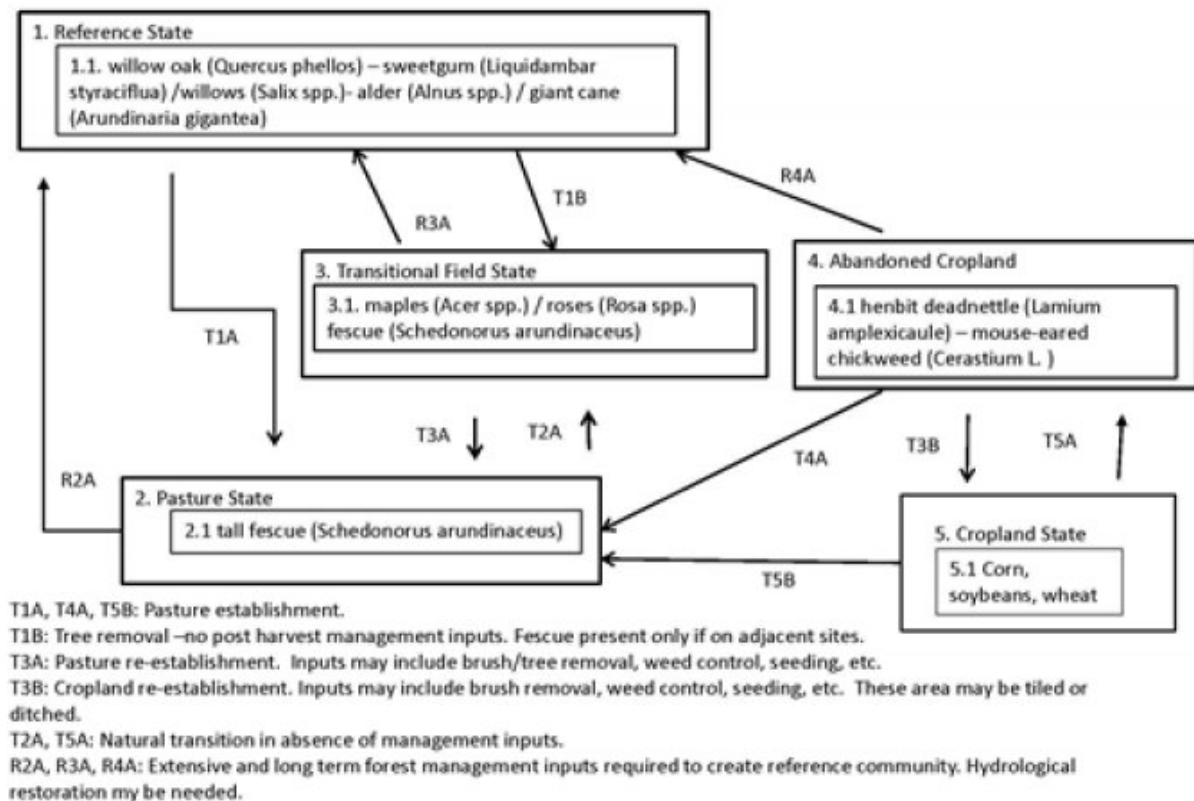 1. Reference State
1.1. willow oak (Quercus phellos) – sweetgum (Liquidambar
styraciflua) /willows (Salix spp.)- alder (Alnus spp.) / giant cane
(Arundinaria gigantea)
R4A
T1B
R3A
3. Transitional Field State
3.1. maples (Acer spp.) / roses (Rosa spp.)
fescue (Schedonorus arundinaceus)
4. Abandoned Cropland
4.1 henbit deadnettle (Lamium
amplexicaule) – mouse-eared
chickweed (Cerastium L. )
T1A
T3A
T2A
T4A
T3B
T5A
R2A
2. Pasture State
2.1 tall fescue (Schedonorus arundinaceus)
5. Cropland State
5.1 Corn,
soybeans, wheat
T5B
T1A, T4A, T5B: Pasture establishment.
T1B: Tree removal –no post harvest management inputs. Fescue present only if on adjacent sites.
T3A: Pasture re-establishment.  Inputs may include brush/tree removal, weed control, seeding, etc.
T3B: Cropland re-establishment. Inputs may include brush removal, weed control, seeding, etc.  These area may be tiled or
ditched.
T2A, T5A: Natural transition in absence of management inputs.
R2A, R3A, R4A: Extensive and long term forest management inputs required to create reference community. Hydrological
restoration my be needed.